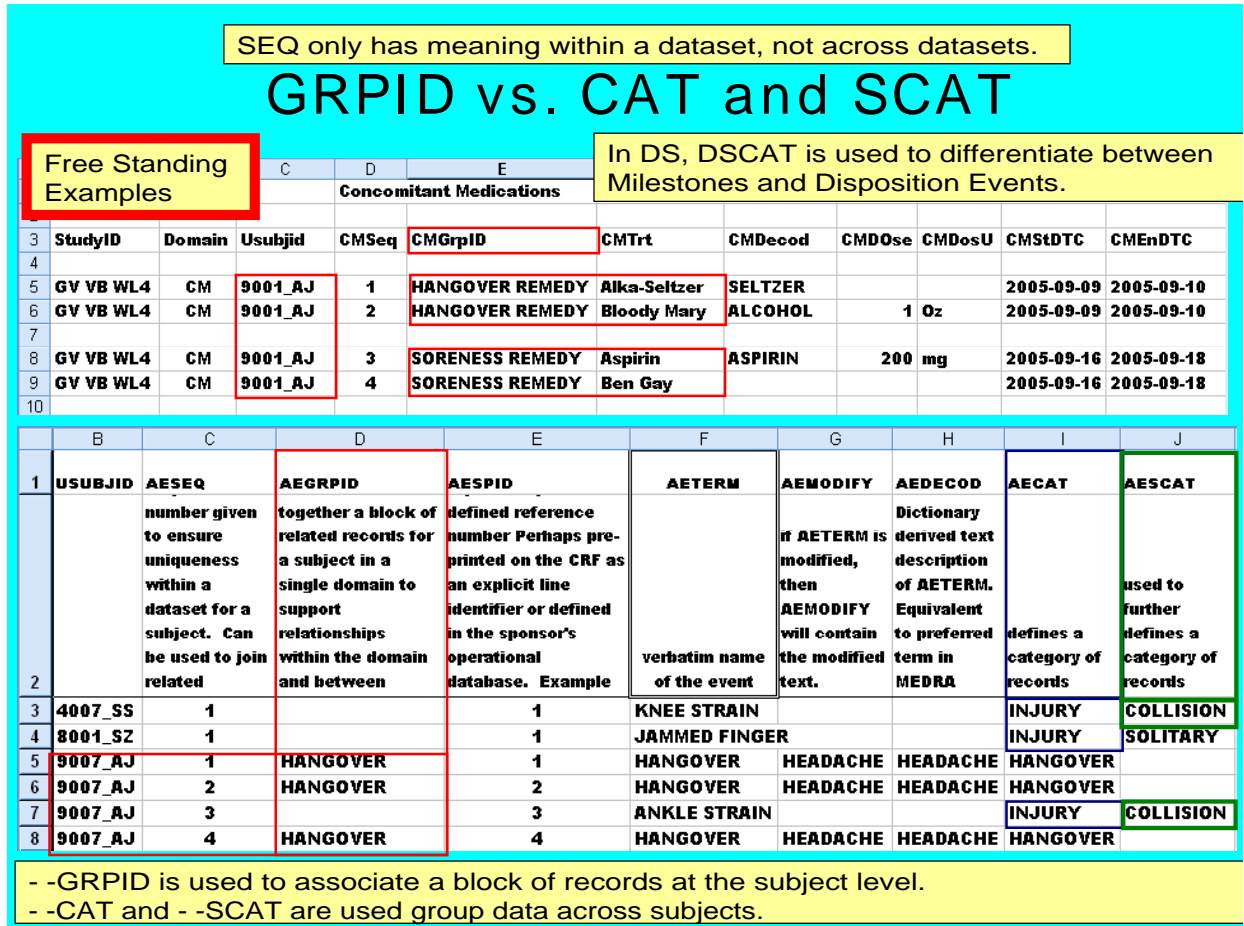 SEQ only has meaning within a dataset, not across datasets.
GRPID vs. CAT and SCAT
Free Standing
Examples
In DS, DSCAT is used to differentiate between
Milestones and Disposition Events.
C D E
Concomitant Medications
3 StudyID Domain Usubjid CMSeq CMGrpID CMTrt CMDecod CMDOse CMDosU CMStDTC CMEnDTC
4
5 GV VB WL4 CM 9001_AJ 1 HANGOVER REMEDY Alka-Seltzer SELTZER 2005-09-09 2005-09-10
6 GV VB WL4 CM 9001_AJ 2 HANGOVER REMEDY Bloody Mary ALCOHOL 1 Oz 2005-09-09 2005-09-10
7
8 GV VB WL4 CM 9001_AJ 3 SORENESS REMEDY Aspirin ASPIRIN 200 mg 2005-09-16 2005-09-18
9 GV VB WL4 CM 9001_AJ 4 SORENESS REMEDY Ben Gay 2005-09-16 2005-09-18
10
B C D E F G H I J
1 USUBJID AESEQ AEGRPID AESPID AETERM AEMODIFY AEDECOD AECAT AESCAT
number given together a block of defined reference Dictionary
to ensure related records for number Perhaps pre- if AETERM is derived text
uniqueness a subject in a printed on the CRF as modified, description
within a single domain to an explicit line then of AETERM. used to
dataset for a support identifier or defined AEMODIFY Equivalent further
subject. Can relationships in the sponsor's will contain to preferred defines a defines a
be used to join within the domain operational verbatim name the modified term in category of category of
2 related and between database. Example of the event text. MEDRA records records
3 4007_SS 1 1 KNEE STRAIN INJURY COLLISION
4 8001_SZ 1 1 JAMMED FINGER INJURY SOLITARY
5 9007_AJ 1 HANGOVER 1 HANGOVER HEADACHE HEADACHE HANGOVER
6 9007_AJ 2 HANGOVER 2 HANGOVER HEADACHE HEADACHE HANGOVER
7 9007_AJ 3 3 ANKLE STRAIN INJURY COLLISION
8 9007_AJ 4 HANGOVER 4 HANGOVER HEADACHE HEADACHE HANGOVER
- -GRPID is used to associate a block of records at the subject level.
- -CAT and - -SCAT are used group data across subjects.